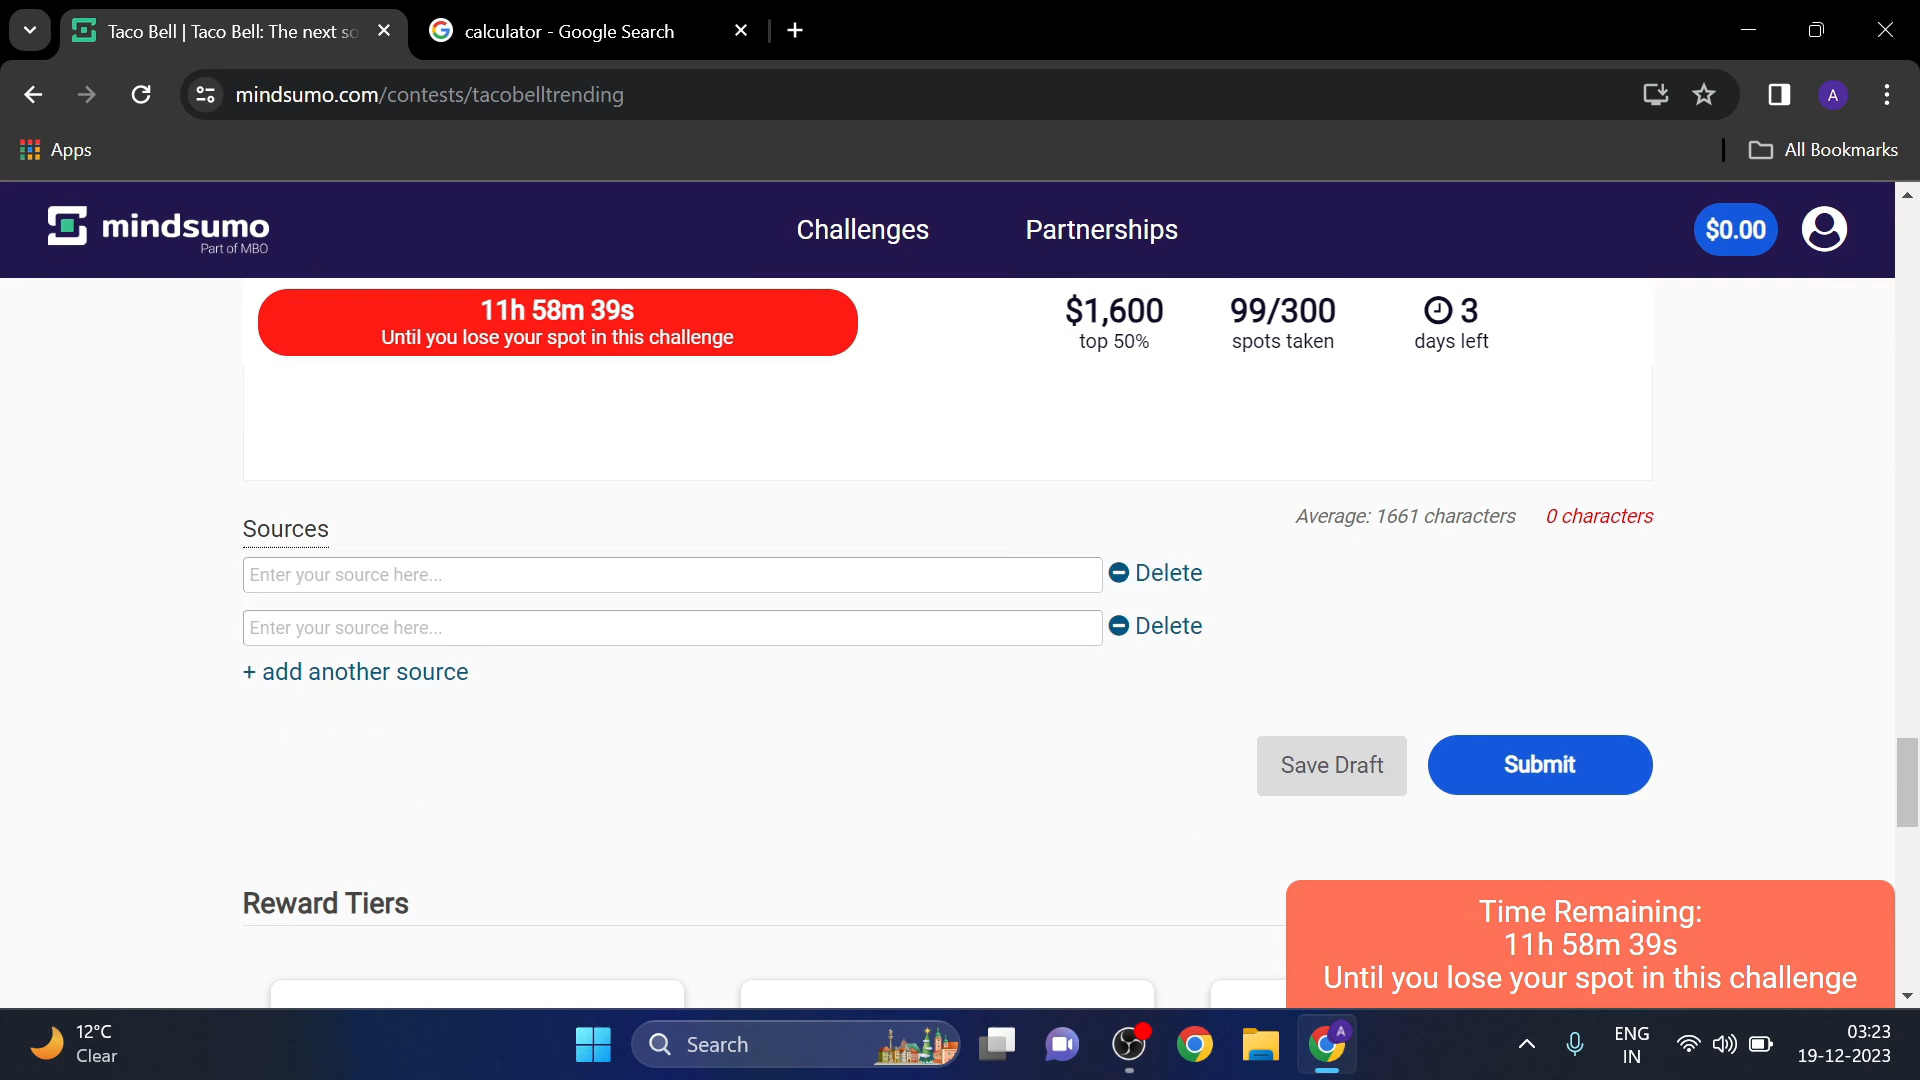 Taco Bell | Taco Bell: The next so
calculator - Google Search
mindsumo.com/contests/tacobelltrending
A
Apps
All Bookmarks
mindsumo
Part of MBO
Challenges
Partnerships
$0.00
11h 58m 39s
Until you lose your spot in this challenge
$1,600
top 50%
99/300
spots taken
3
days left
Average: 1661 characters
0 characters
Sources
Enter your source here...
Delete
Enter your source here...
Delete
+ add another source
Save Draft
Submit
Reward Tiers
Time Remaining:
11h 58m 39s
Until you lose your spot in this challenge
12°C
Clear
Search
A
ENG
IN
03:23
19-12-2023